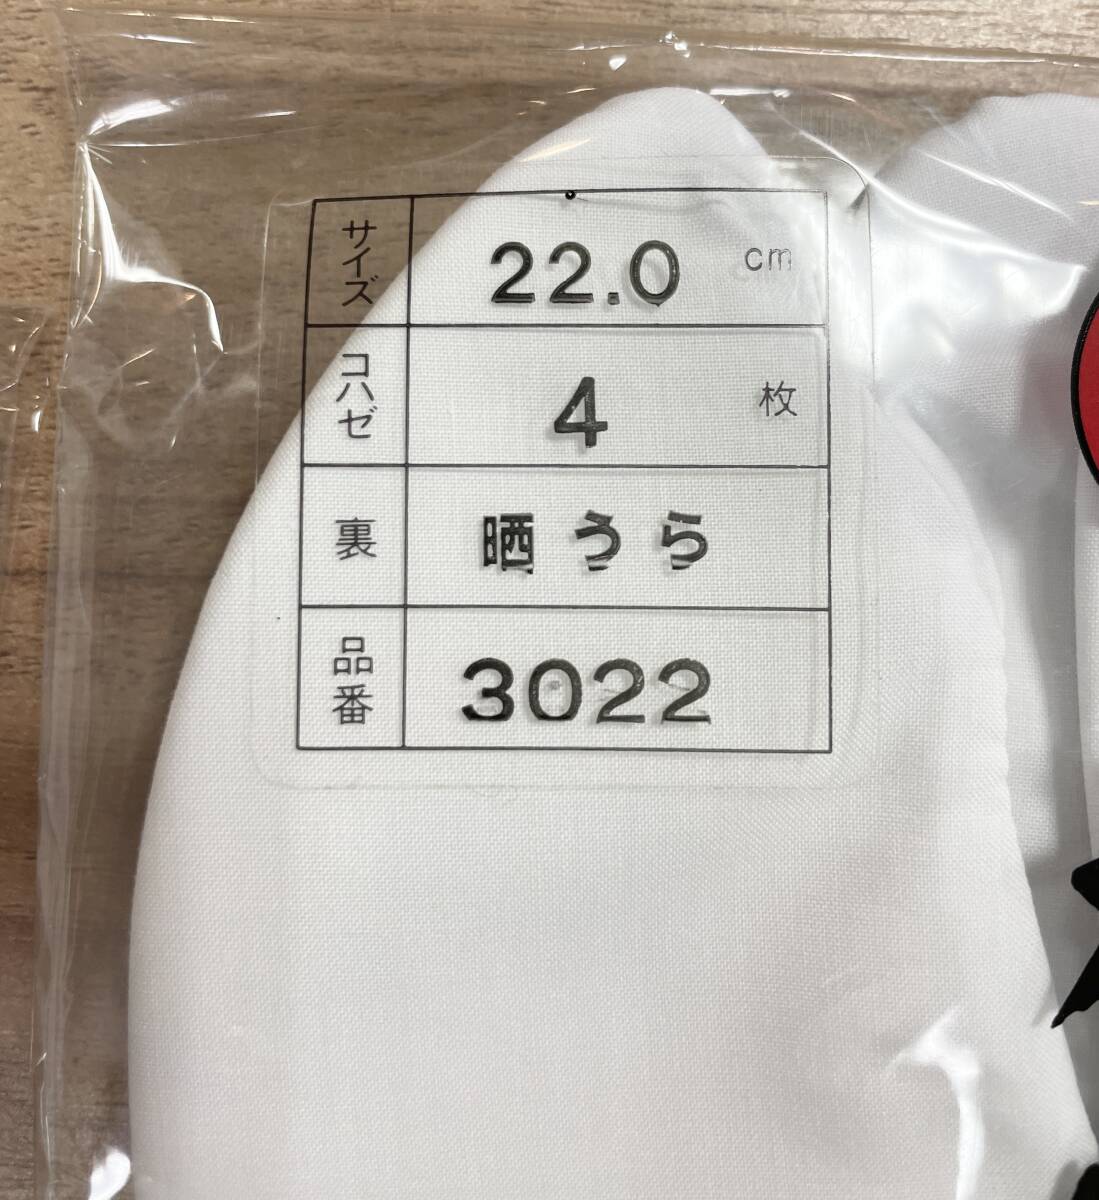 サイズ 22.0 cm
コハゼ 4 枚
裏 晒うら
品番 3022